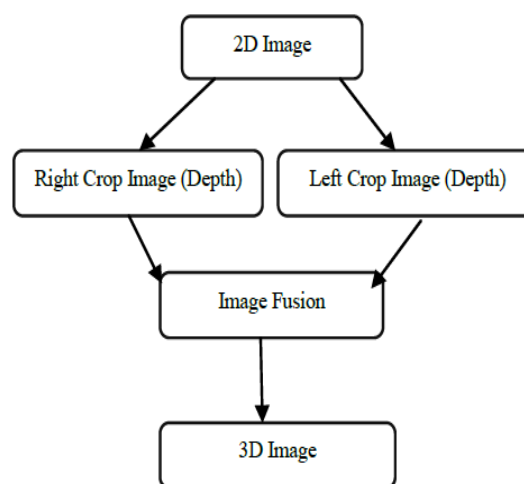 2D Image
Right Crop Image (Depth)
Left Crop Image (Depth)
Image Fusion
3D Image